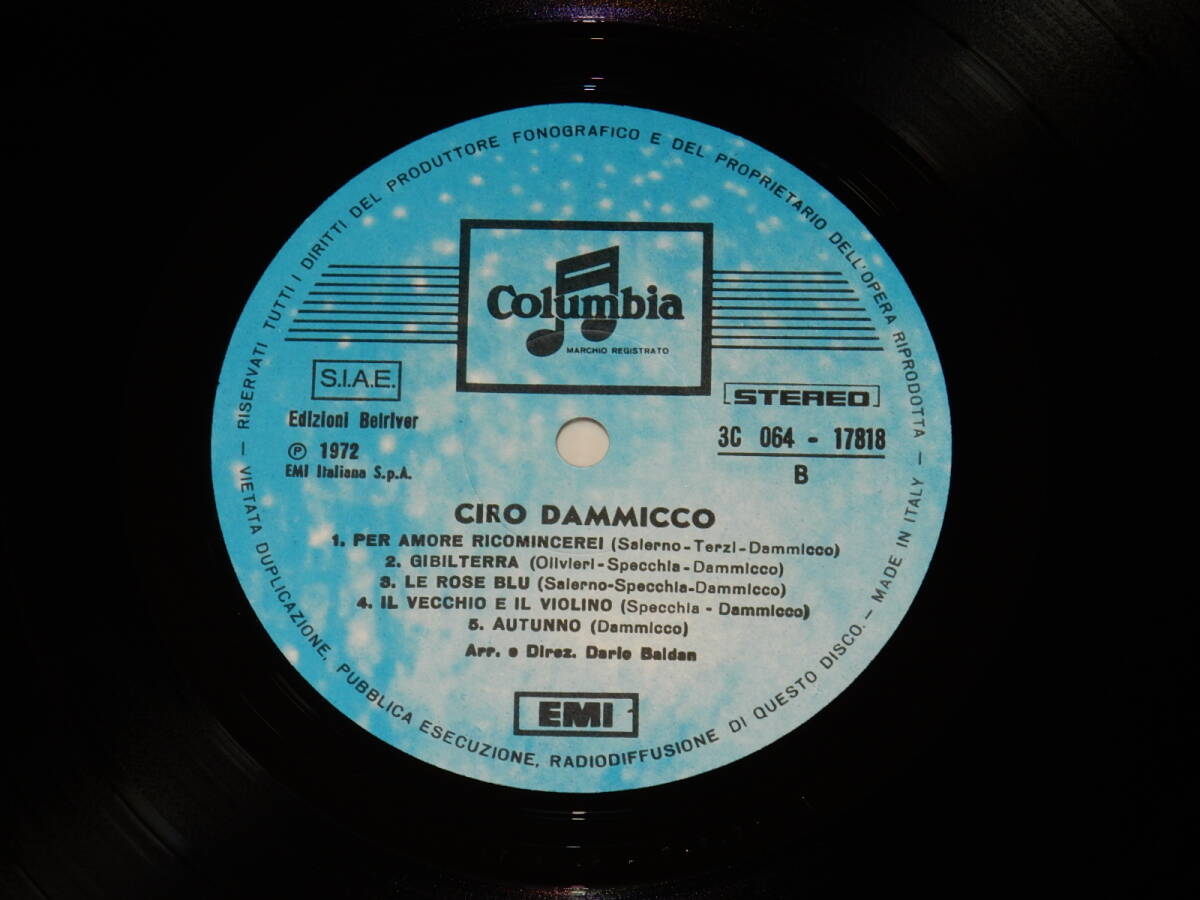 — RISERVATI TUTTI I DIRITTI DEL PRODUTTORE FONOGRAFICO E DEL PROPRIETARIO DELL'OPERA RIPRODOTTA
— VIETATA DUPLICAZIONE, PUBBLICA ESECUZIONE, RADIODIFFUSIONE DI QUESTO DISCO. – MADE IN ITALY –
Columbia
MARCHIO REGISTRATO
S.I.A.E.
Edizioni Belriver
℗ 1972
EMI Italiana S.p.A.
STEREO
3C 064 - 17818
B
CIRO DAMMICCO
1. PER AMORE RICOMINCEREI (Salerno-Terzi-Dammicco)
2. GIBILTERRA (Olivieri-Specchia-Dammicco)
3. LE ROSE BLU (Salerno-Specchia-Dammicco)
4. IL VECCHIO E IL VIOLINO (Specchia - Dammicco)
5. AUTUNNO (Dammicco)
Arr. e Direz. Dario Baldan
EMI